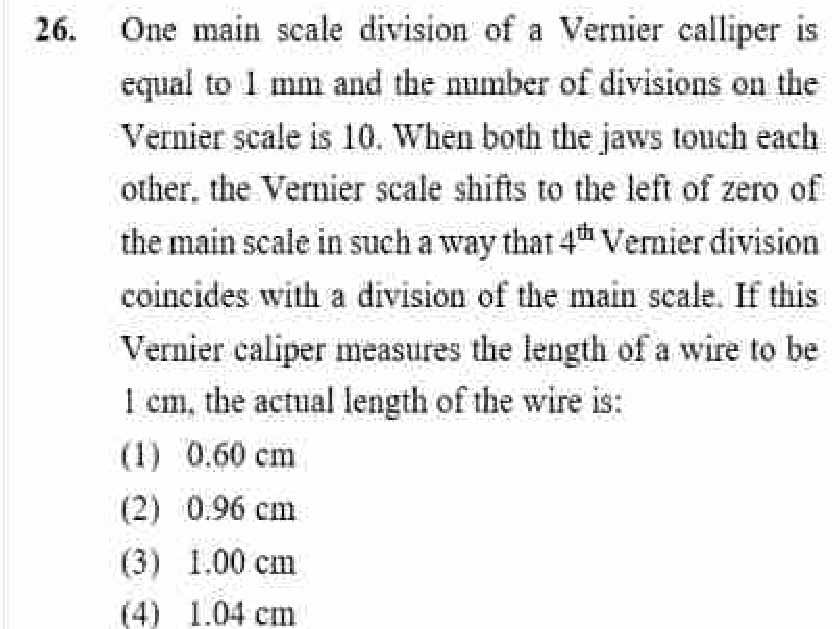 26. One main scale division of a Vernier calliper is
equal to 1 mm and the number of divisions on the
Vernier scale is 10. When both the jaws touch each
other, the Vernier scale shifts to the left of zero of
the main scale in such a way that 4th Vernier division
coincides with a division of the main scale. If this
Vernier caliper measures the length of a wire to be
1 cm, the actual length of the wire is:
(1) 0.60 cm
(2) 0.96 cm
(3) 1.00 cm
(4) 1.04 cm